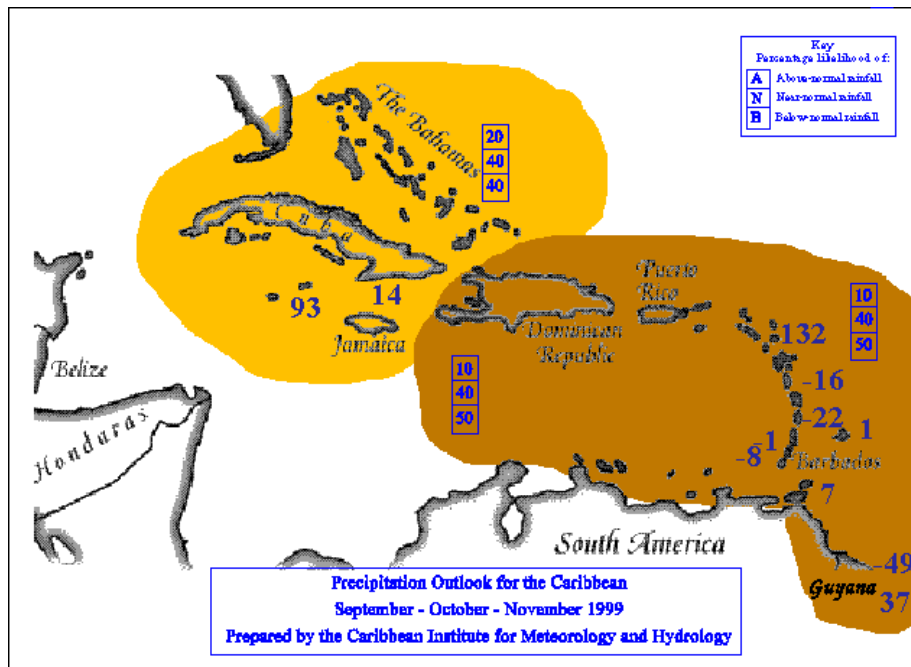 Key
Percentage likelihood of:
A Above-normal rainfall
N Near-normal rainfall
B Below-normal rainfall
The Bahamas
20
40
40
Cuba
93
14
Jamaica
Puerto
Rico
Dominican
Republic
10
40
50
10
40
50
132
-16
-22
1
-1
-8
Barbados
7
Belize
Honduras
South America
-49
Guyana
37
Precipitation Outlook for the Caribbean
September - October - November 1999
Prepared by the Caribbean Institute for Meteorology and Hydrology